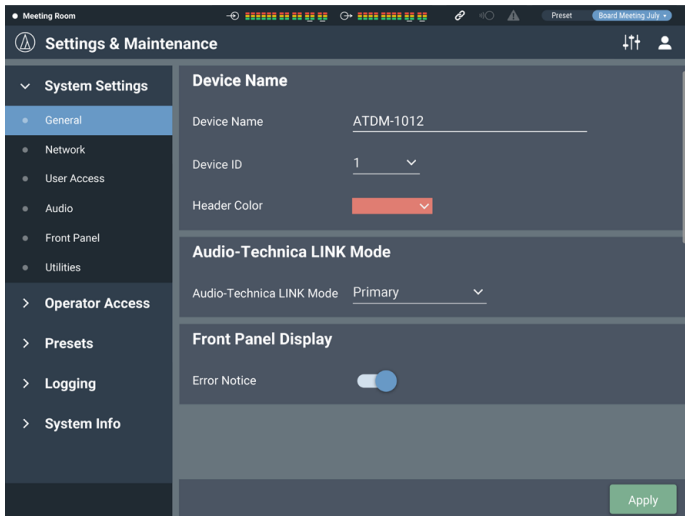 Meeting Room
Preset
Board Meeting July
Settings & Maintenance
System Settings
General
Network
User Access
Audio
Front Panel
Utilities
Operator Access
Presets
Logging
System Info
Device Name
Device Name ATDM-1012
Device ID 1
Header Color
Audio-Technica LINK Mode
Audio-Technica LINK Mode Primary
Front Panel Display
Error Notice
Apply